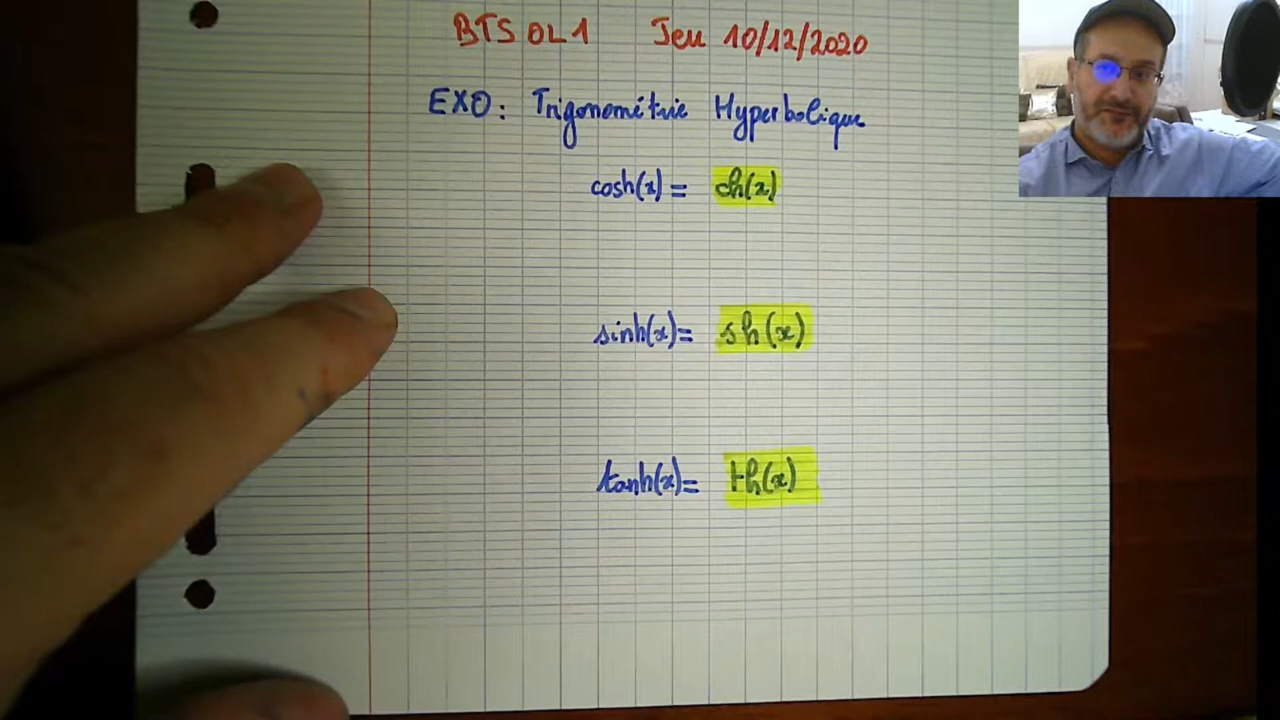 BTS OL1 Jeu 10/12/2020
EXO: Trigonométrie Hyperbolique
cosh(x) = ch(x)
sinh(x) = sh(x)
tanh(x) = th(x)